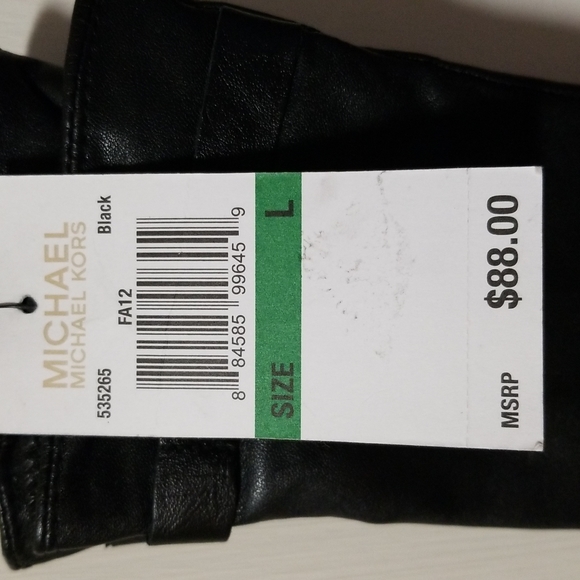 MICHAEL
MICHAEL KORS
535265 Black
FA12
8 84585 99645 9
SIZE L
MSRP $88.00